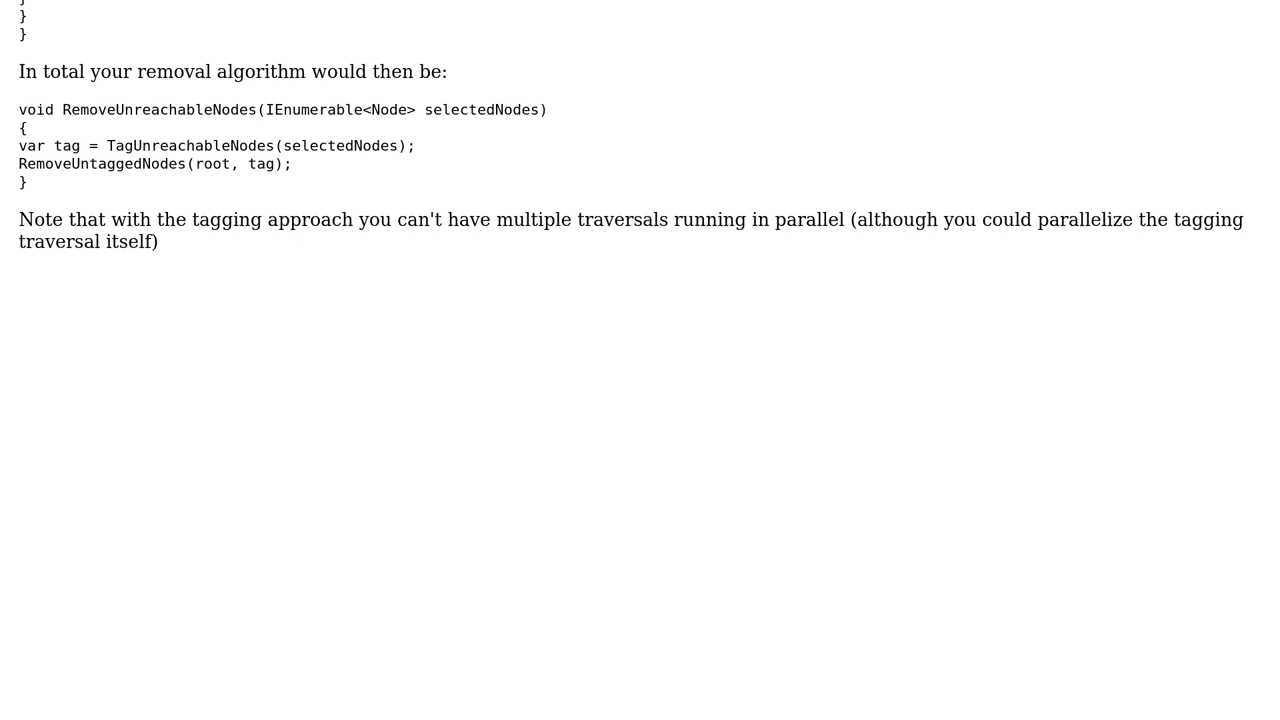 }
}
}
In total your removal algorithm would then be:
void RemoveUnreachableNodes(IEnumerable<Node> selectedNodes)
{
var tag = TagUnreachableNodes(selectedNodes);
RemoveUntaggedNodes(root, tag);
}
Note that with the tagging approach you can't have multiple traversals running in parallel (although you could parallelize the tagging
traversal itself)